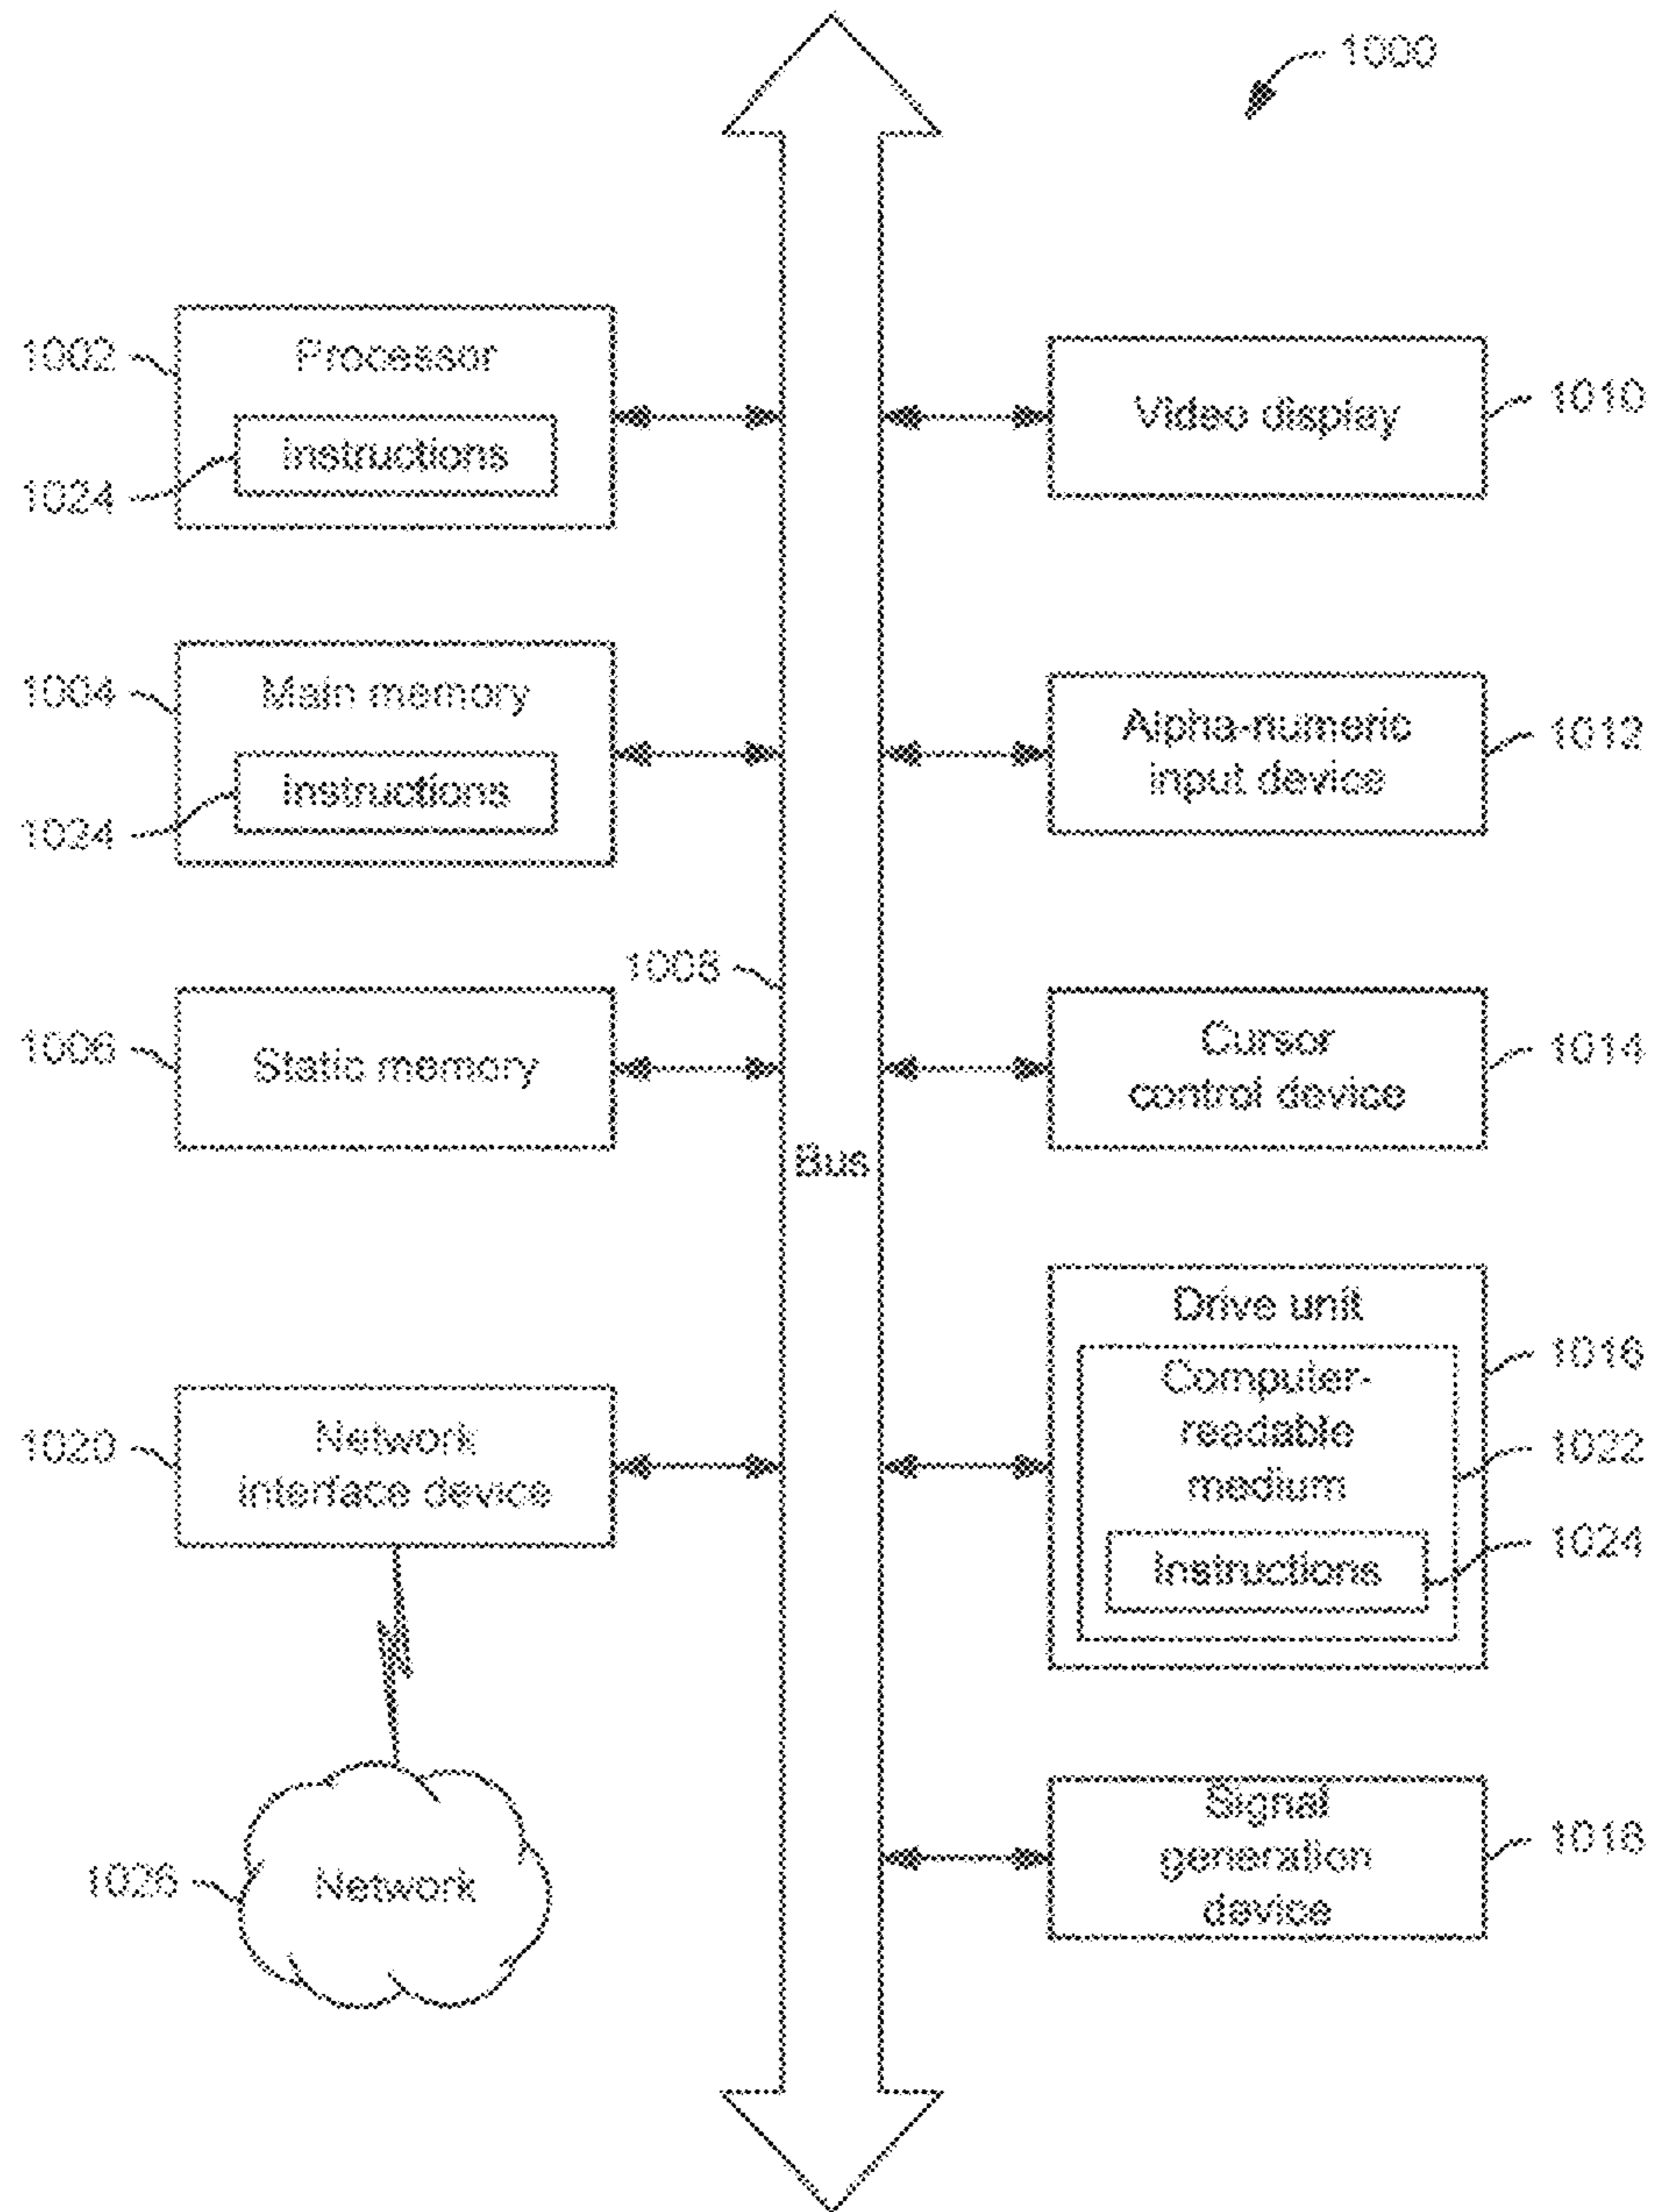 1000
1002
Processor
Instructions
1024
Video display
1010
1004
Main memory
Instructions
1024
Alpha-numeric
input device
1012
1008
1006
Static memory
Cursor
control device
1014
Bus
Drive unit
1016
Computer-
readable
medium
1022
Instructions
1024
1020
Network
interface device
Signal
generation
device
1018
1026
Network